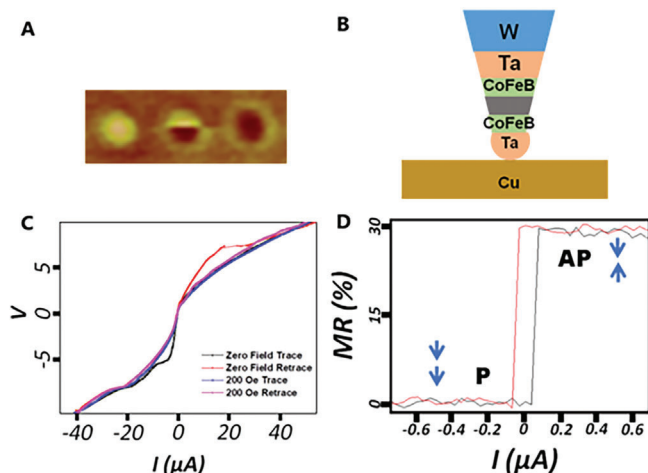 A
B
W
Ta
CoFeB
CoFeB
Ta
Cu
C
5
0
-5
V
Zero Field Trace
Zero Field Retrace
200 Oe Trace
200 Oe Retrace
-40 -20 0 20 40
I (μA)
D
30
15
0
MR (%)
AP
P
-0.6 -0.4 -0.2 0 0.2 0.4 0.6
I (μA)